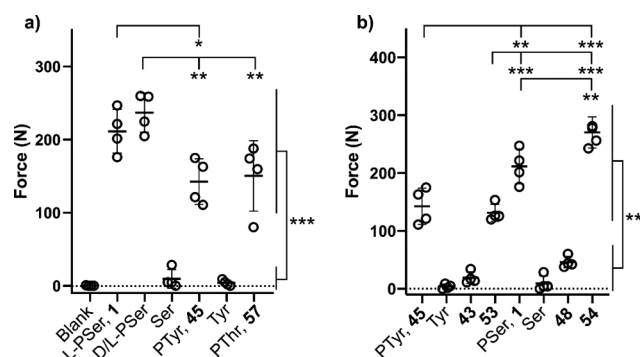 a)
*
**
**
300
200
100
0
Force (N)
***
Blank
L-PSer, 1
D/L-PSer
Ser
PTyr, 45
Tyr
PThr, 57
b)
**
***
***
***
**
400
300
200
100
0
Force (N)
**
PTyr, 45
Tyr
43
53
PSer, 1
Ser
48
54